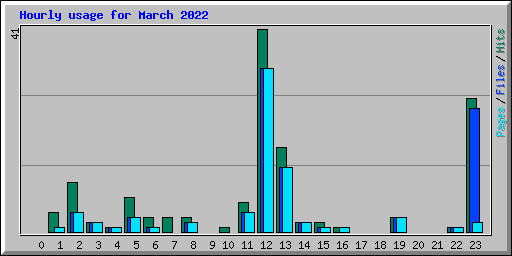 Hourly usage for March 2022
41
Pages/Files/Hits
0 1 2 3 4 5 6 7 8 9 10 11 12 13 14 15 16 17 18 19 20 21 22 23